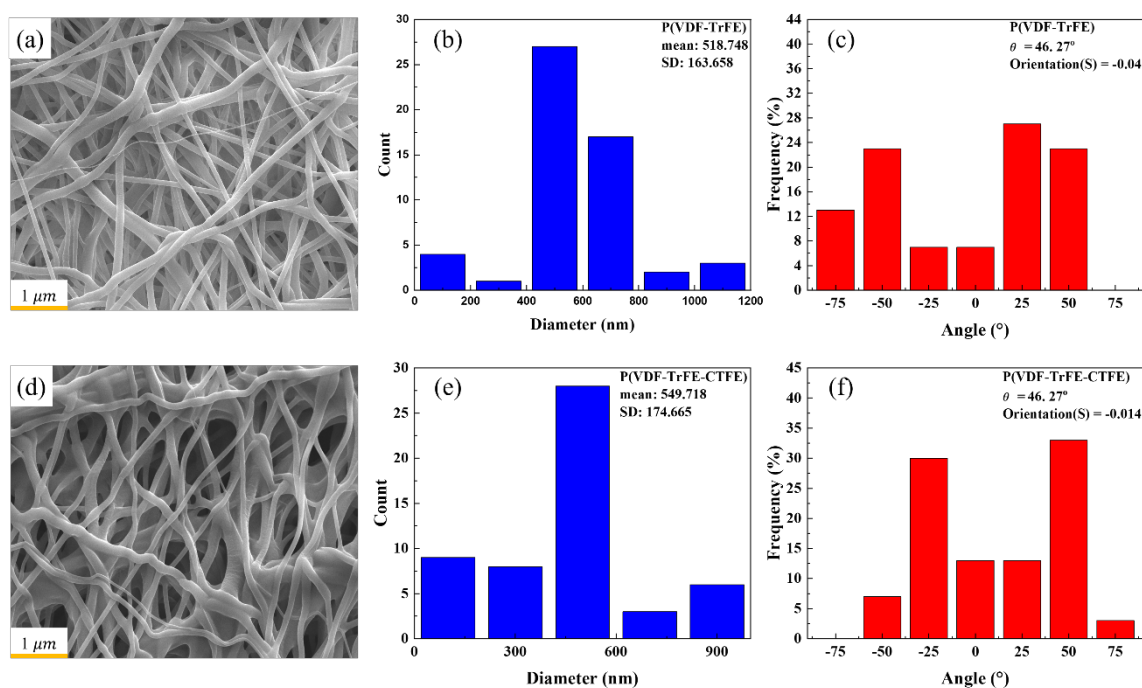 (a)
1 μm
(b)
P(VDF-TrFE)
mean: 518.748
SD: 163.658
30
25
20
15
10
5
0
Count
0 200 400 600 800 1000 1200
Diameter (nm)
(c)
P(VDF-TrFE)
θ = 46. 27°
Orientation(S) = -0.04
44
40
36
32
28
24
20
16
12
8
4
0
Frequency (%)
-75 -50 -25 0 25 50 75
Angle (°)
(d)
1 μm
(e)
P(VDF-TrFE-CTFE)
mean: 549.718
SD: 174.665
30
25
20
15
10
5
0
Count
0 300 600 900
Diameter (nm)
(f)
P(VDF-TrFE-CTFE)
θ = 46. 27°
Orientation(S) = -0.014
45
40
35
30
25
20
15
10
5
0
Frequency (%)
-75 -50 -25 0 25 50 75
Angle (°)